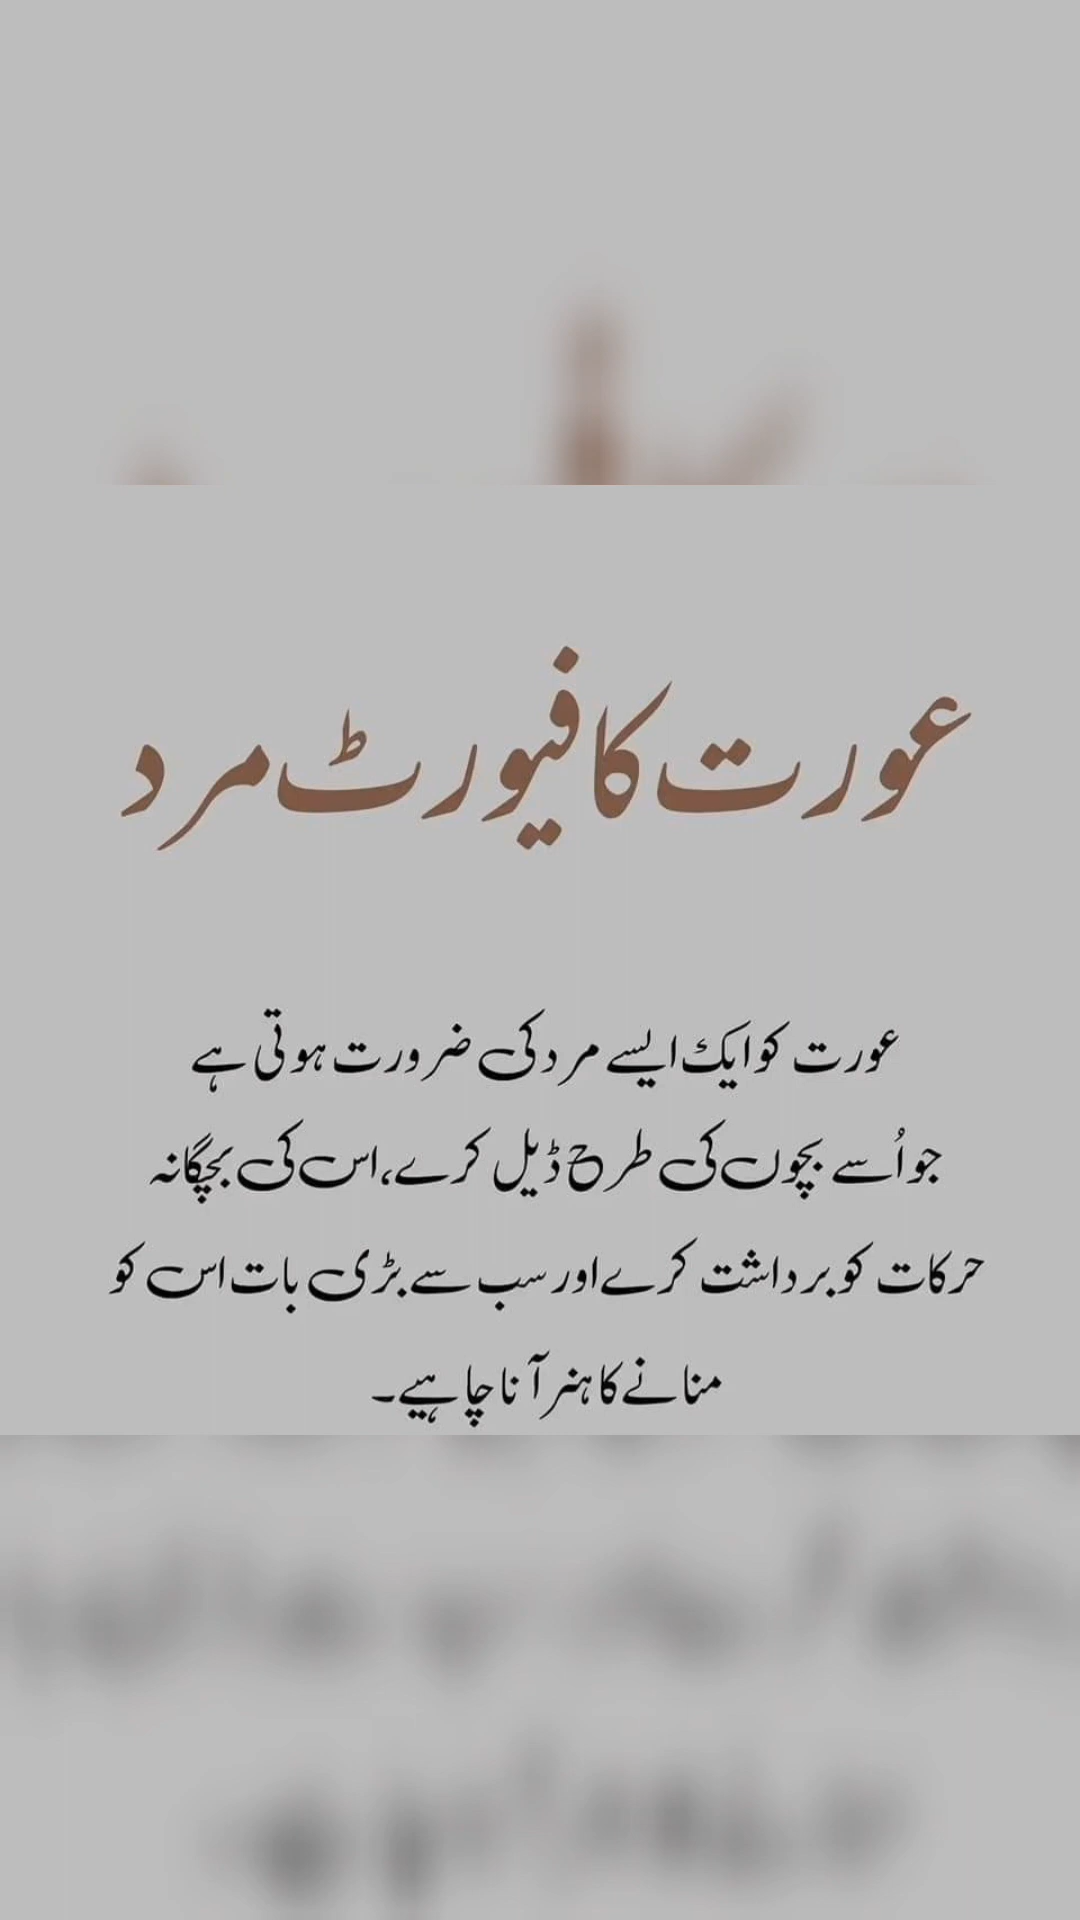 عورت کا فیورٹ مرد
عورت کو ایک ایسے مرد کی ضرورت ہوتی ہے
جو اُسے بچوں کی طرح ڈیل کرے، اس کی بچگانہ
حرکات کو برداشت کرے اور سب سے بڑی بات اس کو
منانے کا ہنر آنا چاہیے۔